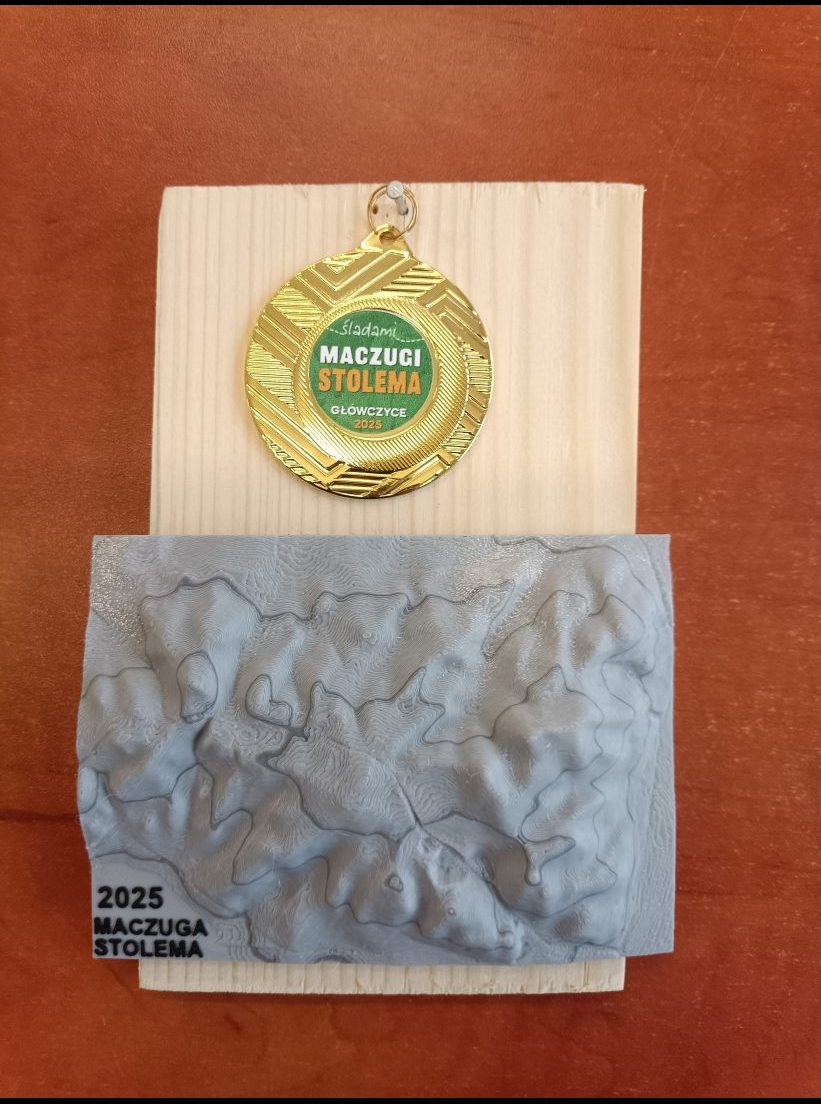 śladami
MACZUGI
STOLEMA
GŁÓWCZYCE
2025
2025
MACZUGA
STOLEMA